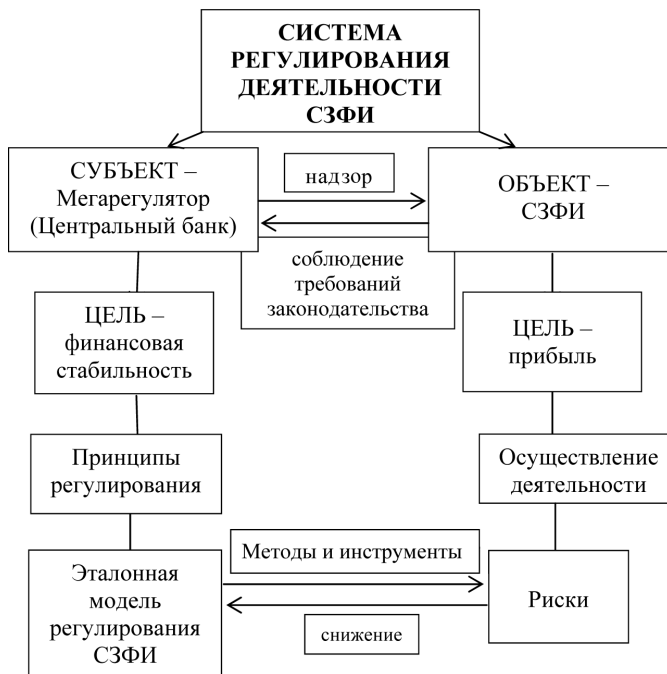 СИСТЕМА
РЕГУЛИРОВАНИЯ
ДЕЯТЕЛЬНОСТИ
СЗФИ
СУБЪЕКТ –
Мегарегулятор
(Центральный банк)
надзор
ОБЪЕКТ –
СЗФИ
соблюдение
требований
законодательства
ЦЕЛЬ –
финансовая
стабильность
ЦЕЛЬ –
прибыль
Принципы
регулирования
Осуществление
деятельности
Методы и инструменты
Эталонная
модель
регулирования
СЗФИ
Риски
снижение